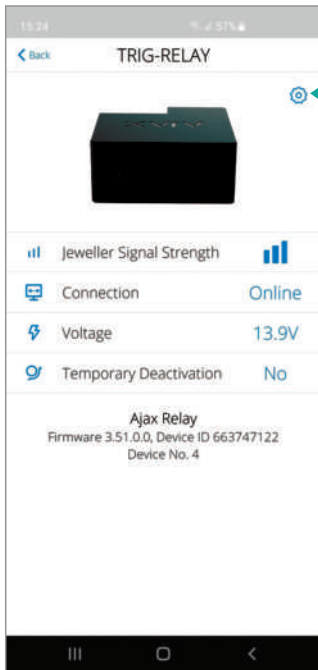 15:24
57%
Back
TRIG-RELAY
Jeweller Signal Strength
Connection Online
Voltage 13.9V
Temporary Deactivation No
Ajax Relay
Firmware 3.51.0.0, Device ID 663747122
Device No. 4